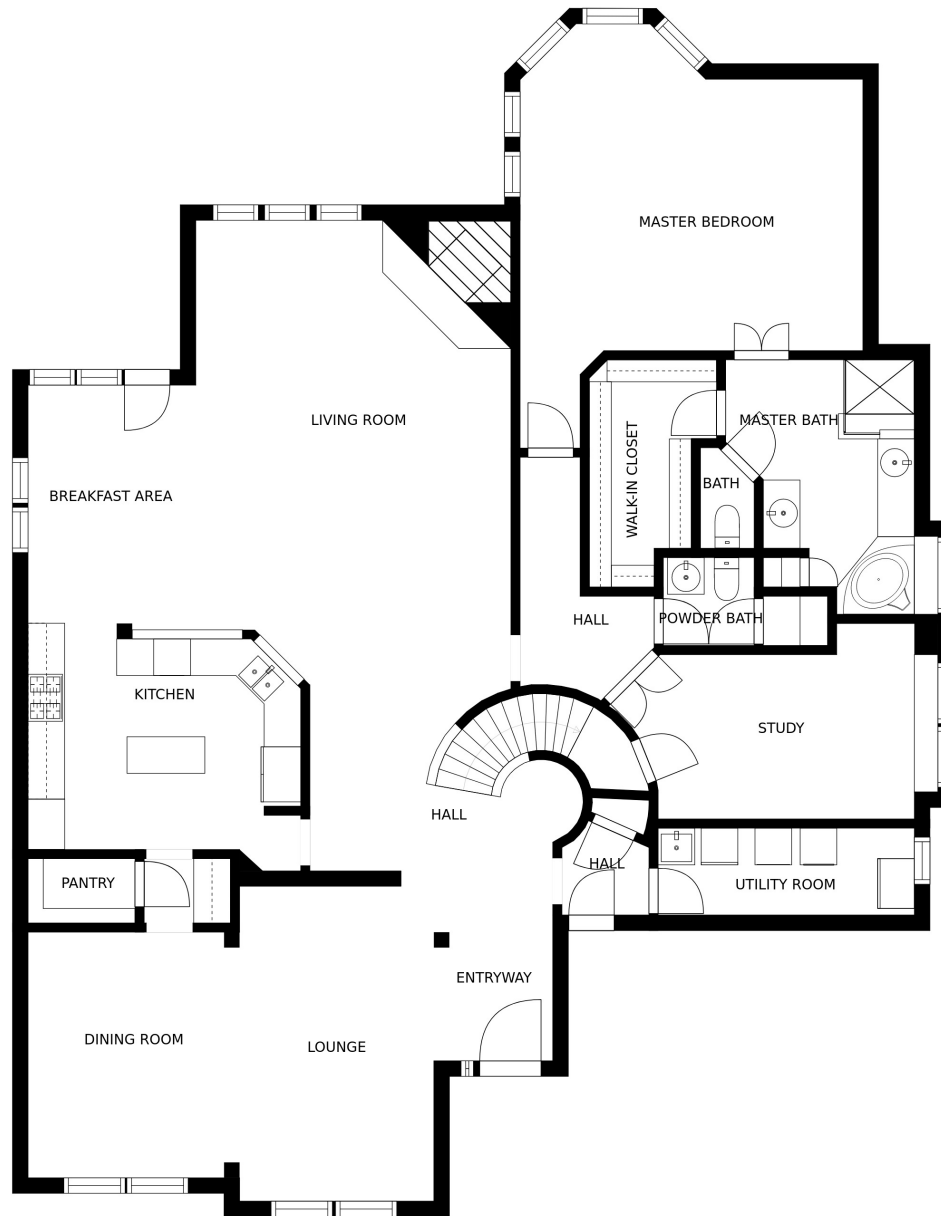 MASTER BEDROOM
LIVING ROOM
MASTER BATH
WALK-IN CLOSET
BATH
BREAKFAST AREA
HALL
POWDER BATH
KITCHEN
STUDY
HALL
HALL
PANTRY
UTILITY ROOM
ENTRYWAY
DINING ROOM
LOUNGE